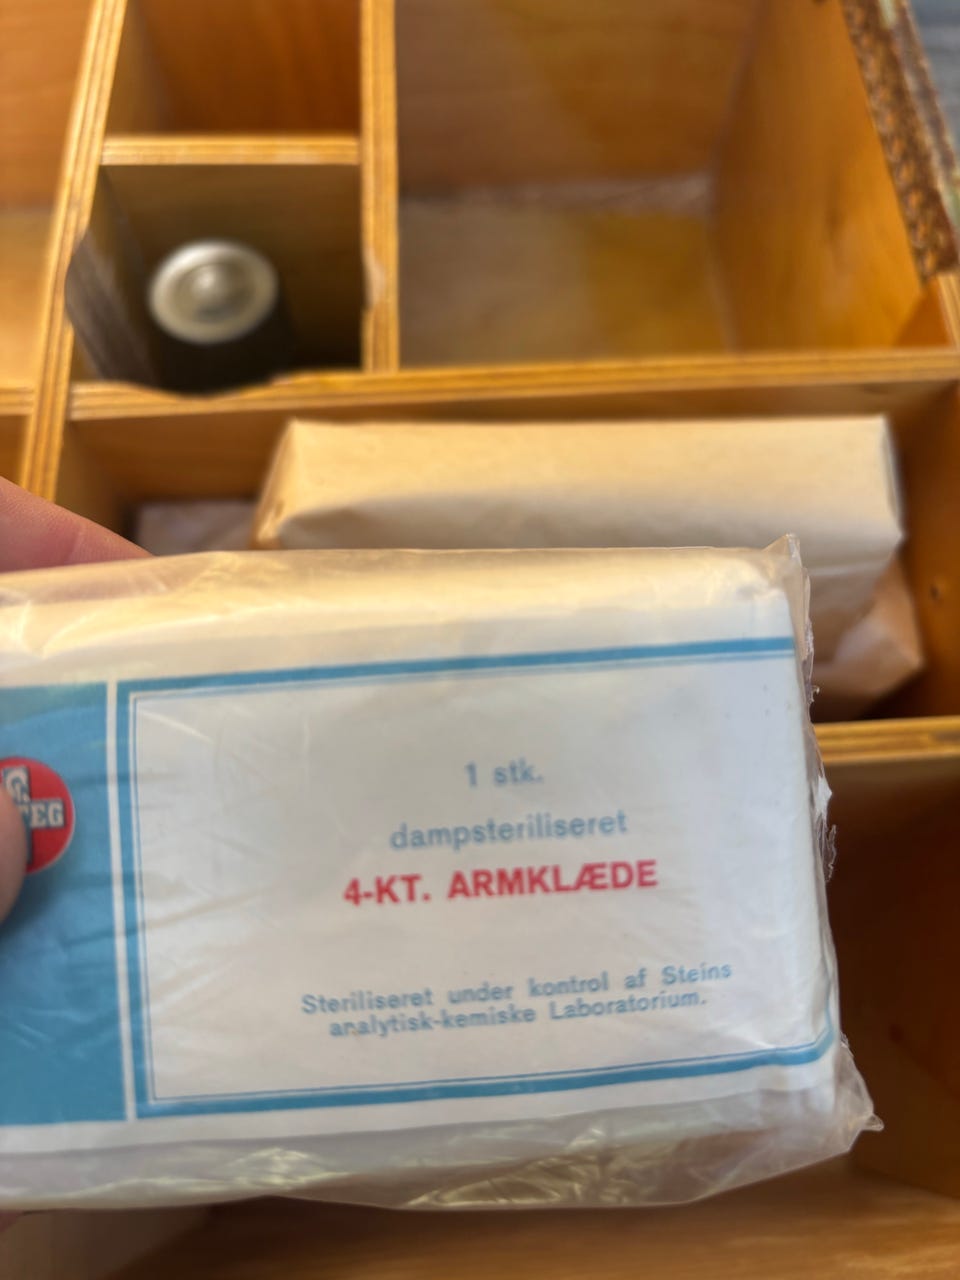 1 stk.
dampsteriliseret
4-KT. ARMKLÆDE
Steriliseret under kontrol af Steins
analytisk-kemiske Laboratorium.